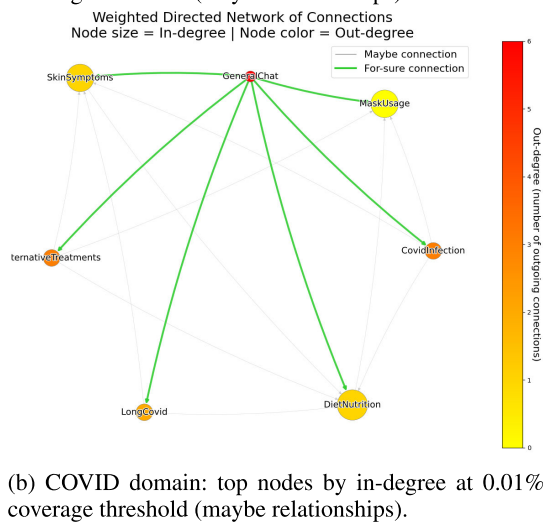 Weighted Directed Network of Connections
Node size = In-degree | Node color = Out-degree
Maybe connection
For-sure connection
SkinSymptoms
GeneralChat
MaskUsage
ternativeTreatments
CovidInfection
LongCovid
DietNutrition
6
5
4
3
2
1
0
Out-degree (number of outgoing connections)
(b) COVID domain: top nodes by in-degree at 0.01%
coverage threshold (maybe relationships).